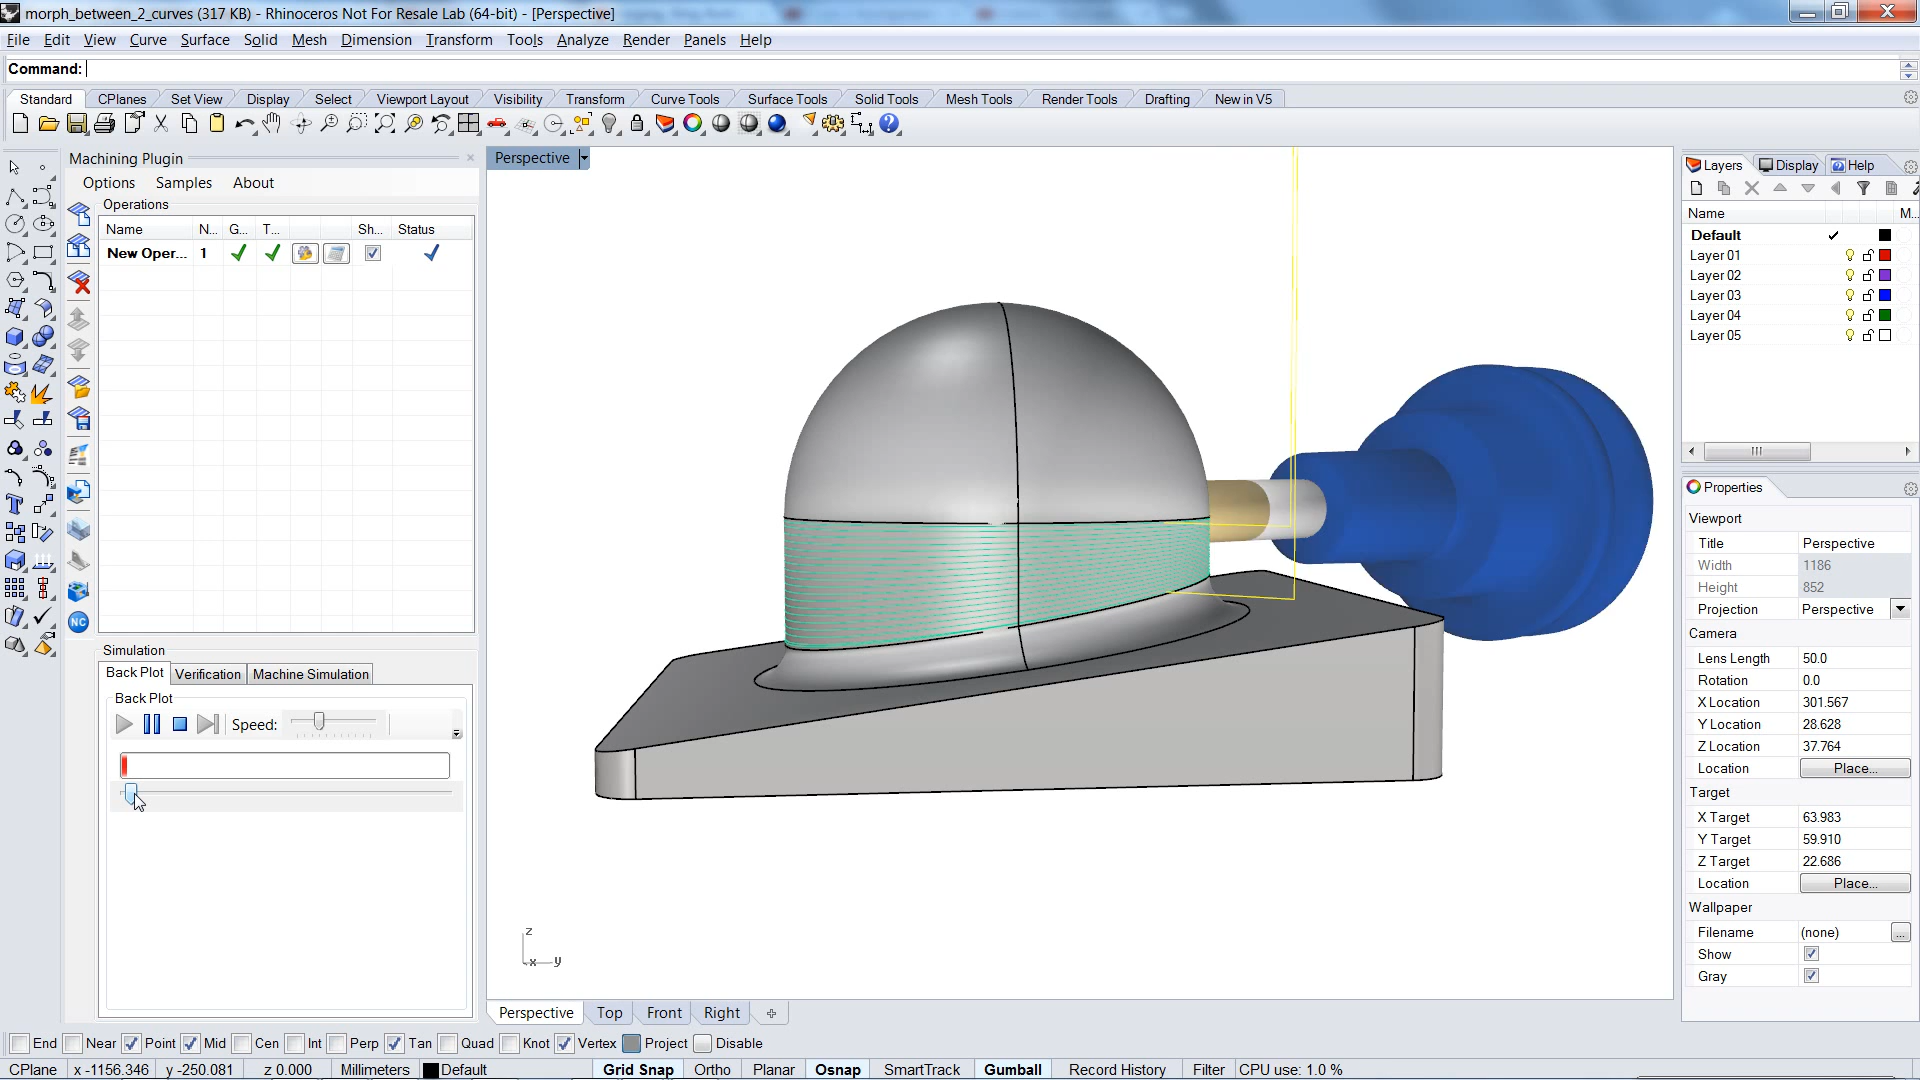 morph_between_2_curves (317 KB) - Rhinoceros Not For Resale Lab (64-bit) - [Perspective]
File Edit View Curve Surface Solid Mesh Dimension Transform Tools Analyze Render Panels Help
Command:
Standard CPlanes Set View Display Select Viewport Layout Visibility Transform Curve Tools Surface Tools Solid Tools Mesh Tools Render Tools Drafting New in V5
Machining Plugin
Options Samples About
Operations
Name N... G... T... Sh... Status
New Oper... 1
NC
Simulation
Back Plot Verification Machine Simulation
Back Plot
Speed:
Perspective
z
x y
Perspective Top Front Right
Layers Display Help
Name M...
Default
Layer 01
Layer 02
Layer 03
Layer 04
Layer 05
Properties
Viewport
Title Perspective
Width 1186
Height 852
Projection Perspective
Camera
Lens Length 50.0
Rotation 0.0
X Location 301.567
Y Location 28.628
Z Location 37.764
Location Place...
Target
X Target 63.983
Y Target 59.910
Z Target 22.686
Location Place...
Wallpaper
Filename (none) ...
Show
Gray
End Near Point Mid Cen Int Perp Tan Quad Knot Vertex Project Disable
CPlane x -1156.346 y -250.081 z 0.000 Millimeters Default Grid Snap Ortho Planar Osnap SmartTrack Gumball Record History Filter CPU use: 1.0 %